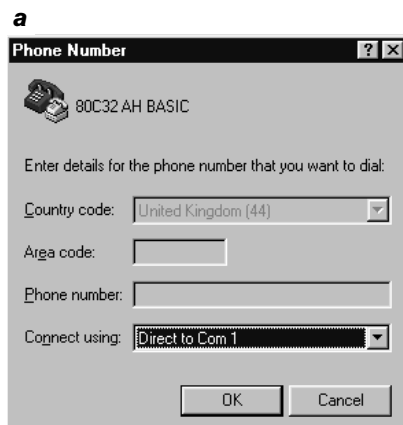 a
Phone Number
80C32 AH BASIC
Enter details for the phone number that you want to dial:
Country code: United Kingdom (44)
Area code:
Phone number:
Connect using: Direct to Com 1
OK Cancel